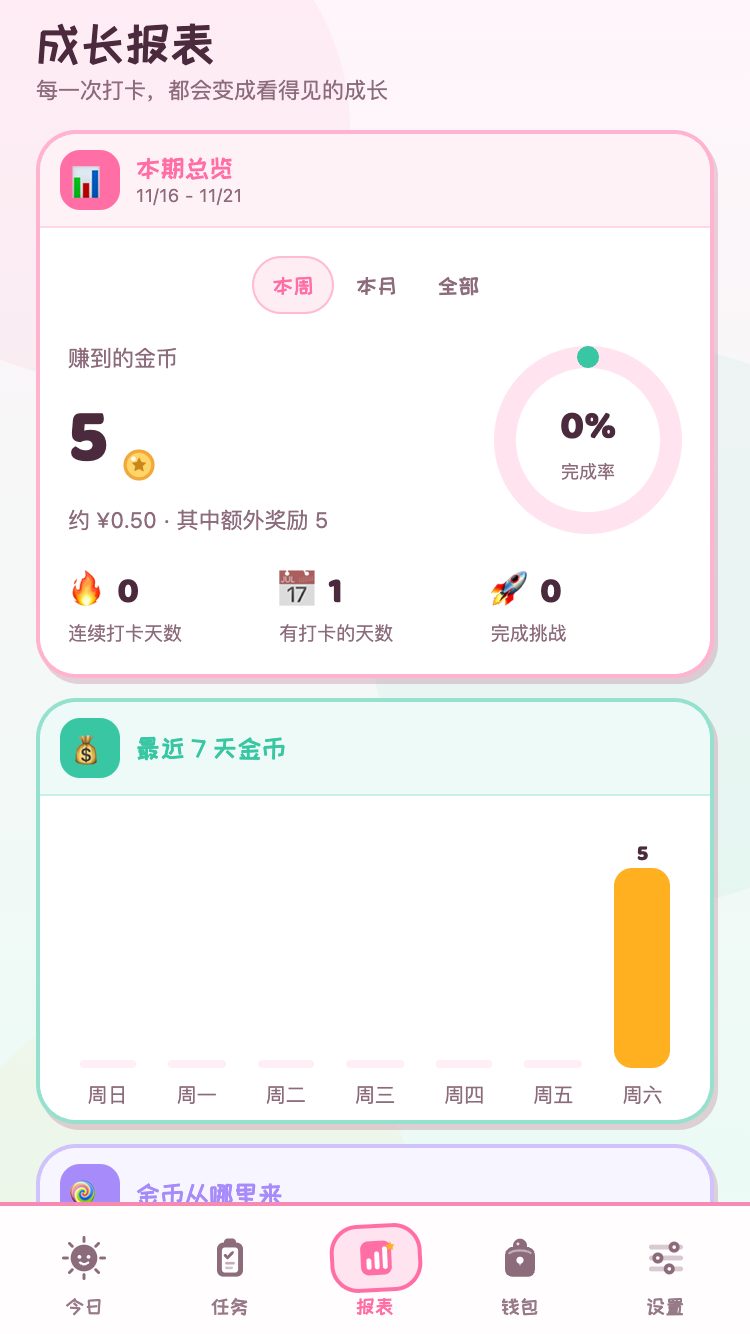 成长报表
每一次打卡，都会变成看得见的成长
本期总览
11/16 - 11/21
本周 本月 全部
赚到的金币
5
0%
完成率
约 ¥0.50 · 其中额外奖励 5
0
连续打卡天数
JUL
17
1
有打卡的天数
0
完成挑战
最近 7 天金币
5
周日 周一 周二 周三 周四 周五 周六
金币从哪里来
今日 任务 报表 钱包 设置